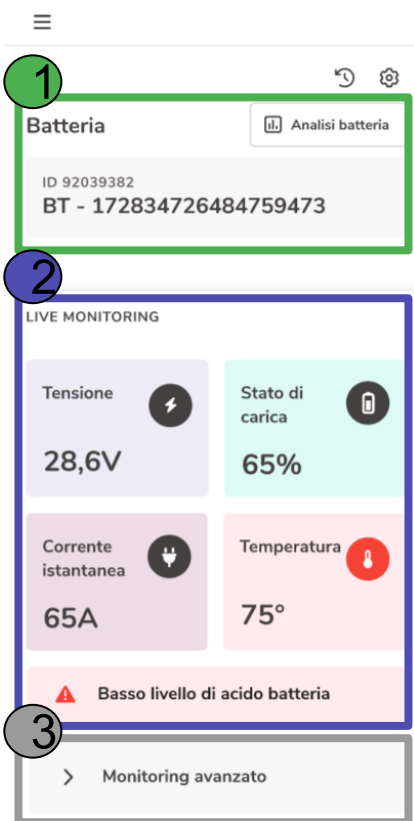 1
Batteria
Analisi batteria
ID 92039382
BT - 172834726484759473
2
LIVE MONITORING
Tensione
28,6V
Stato di
carica
65%
Corrente
istantanea
65A
Temperatura
75°
Basso livello di acido batteria
3
Monitoring avanzato